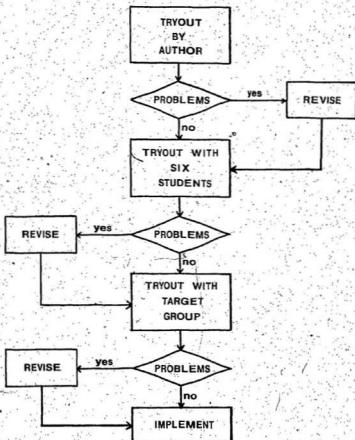 TRYOUT
BY
AUTHOR
PROBLEMS
yes
REVISE
no
TRYOUT WITH
SIX
STUDENTS
REVISE
yes
PROBLEMS
no
TRYOUT WITH
TARGET
GROUP
REVISE
yes
PROBLEMS
no
IMPLEMENT